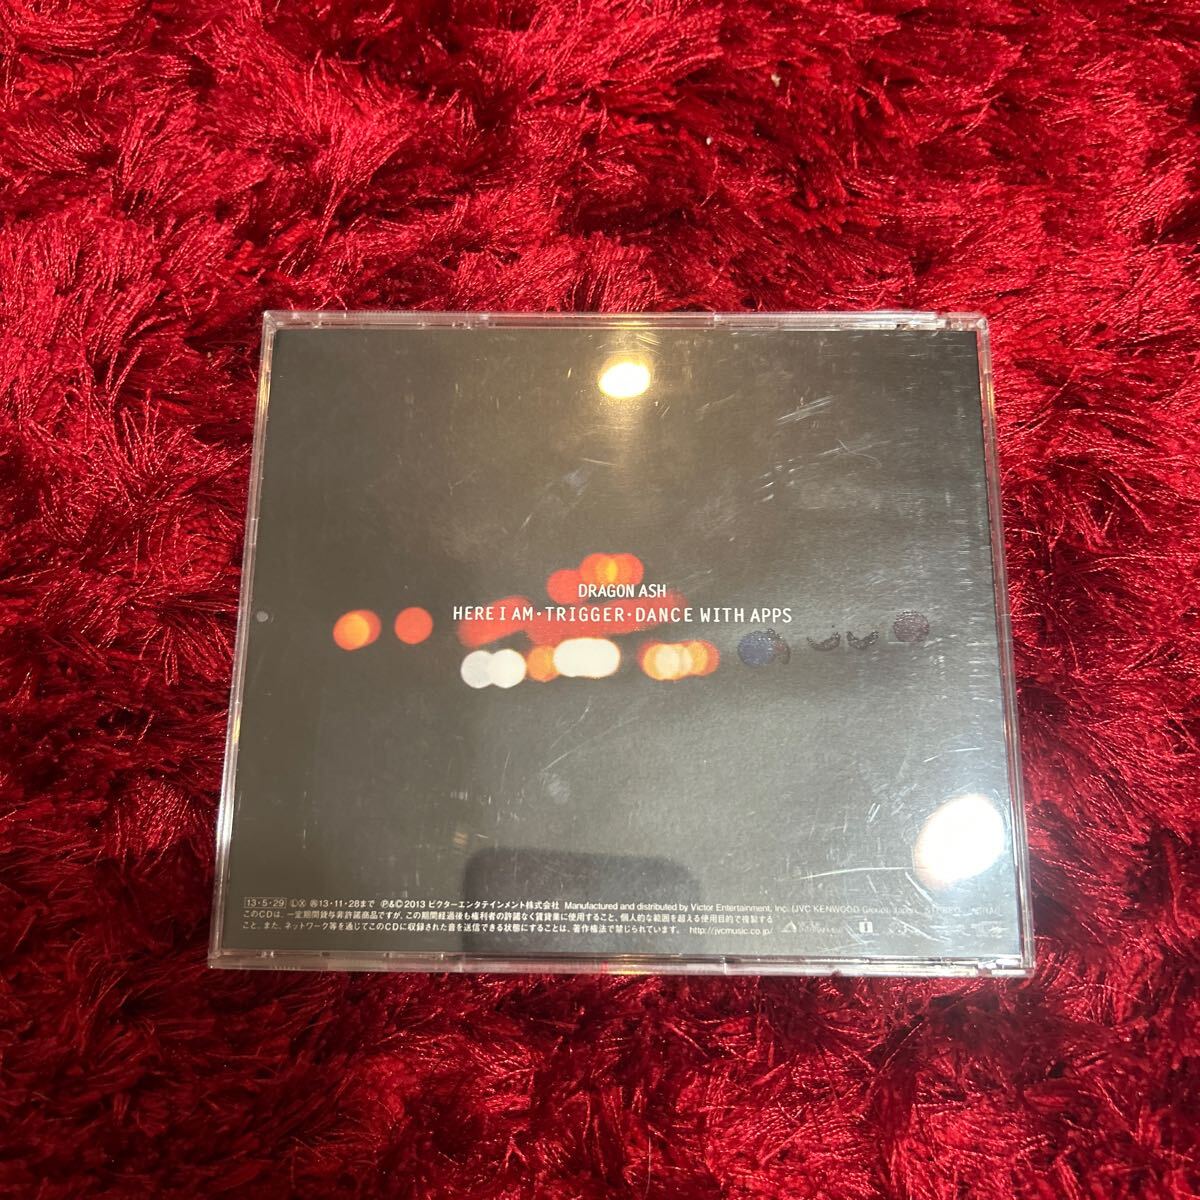 DRAGON ASH
HERE I AM・TRIGGER・DANCE WITH APPS
13・5・29 Ⓛ Ⓧ 13・11・28まで Ⓟ&Ⓒ2013 ビクターエンタテインメント株式会社 Manufactured and distributed by Victor Entertainment, Inc. (JVC KENWOOD Group), Japan. STEREO
このCDは、一定期間貸与非許諾商品ですが、この期間経過後も権利者の許諾なく賃貸業に使用すること、個人的な範囲を超える使用目的で複製する
こと、また、ネットワーク等を通じてこのCDに収録された音を送信できる状態にすることは、著作権法で禁じられています。 http://jvcmusic.co.jp/